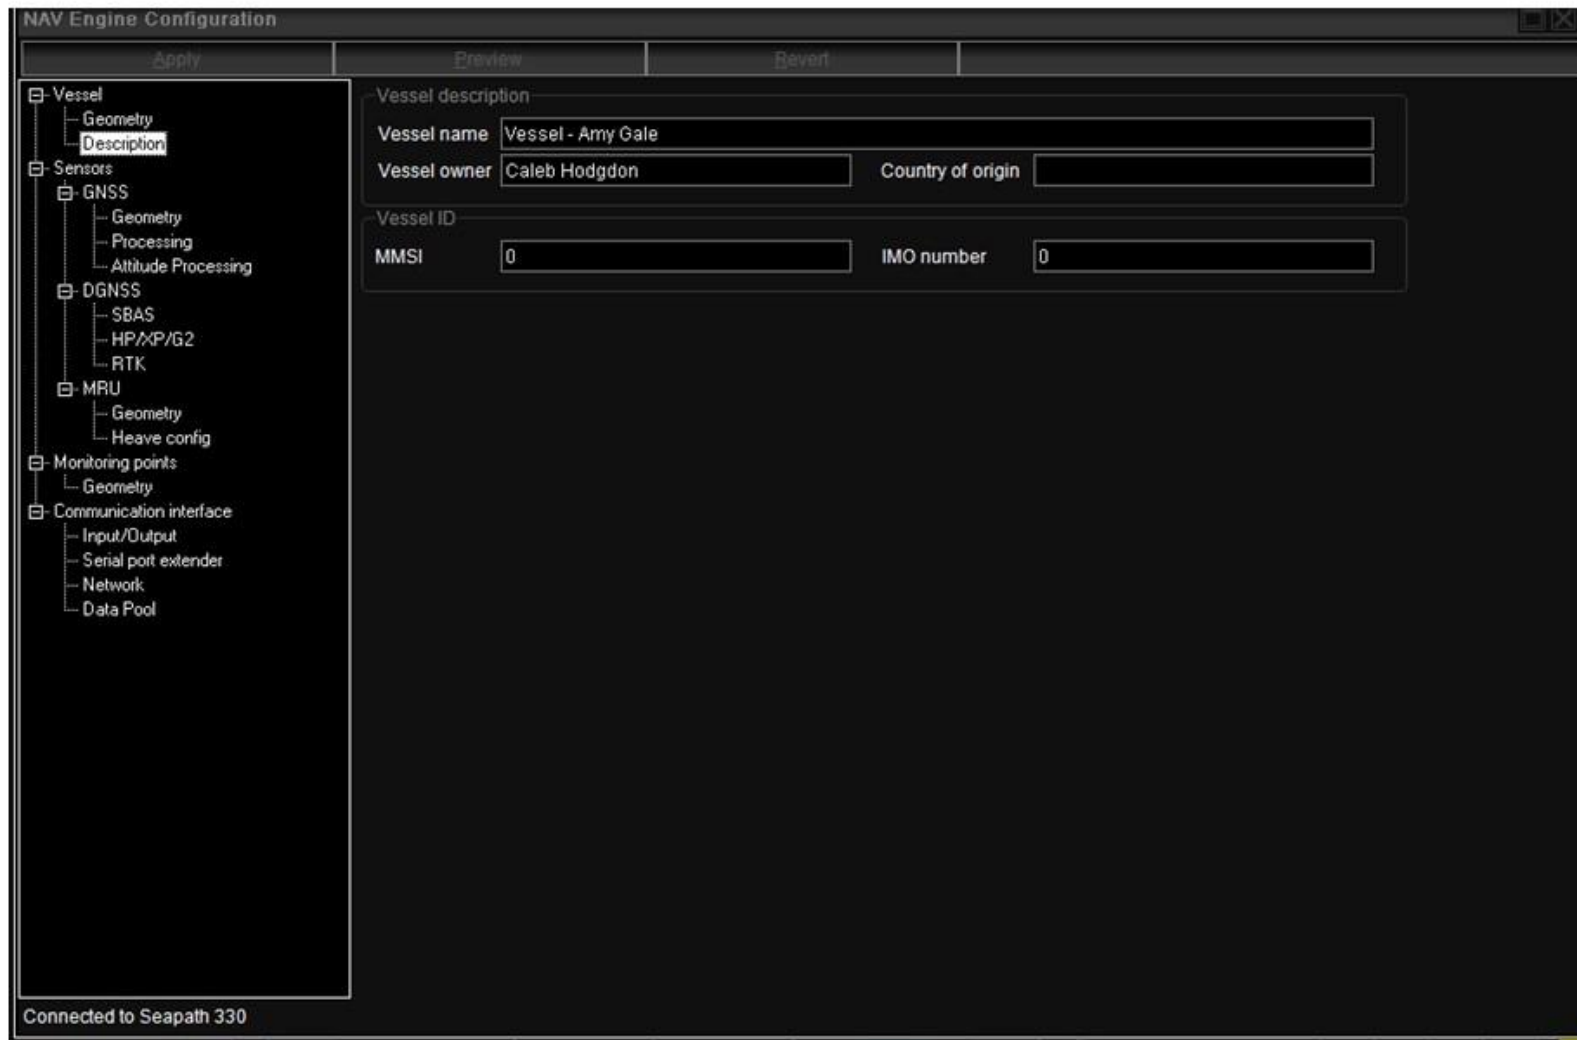 NAV Engine Configuration
Apply Preview Revert
Vessel
Geometry
Description
Sensors
GNSS
Geometry
Processing
Attitude Processing
DGNSS
SBAS
HP/XP/G2
RTK
MRU
Geometry
Heave config
Monitoring points
Geometry
Communication interface
Input/Output
Serial port extender
Network
Data Pool
Vessel description
Vessel name Vessel - Amy Gale
Vessel owner Caleb Hodgdon Country of origin
Vessel ID
MMSI 0 IMO number 0
Connected to Seapath 330